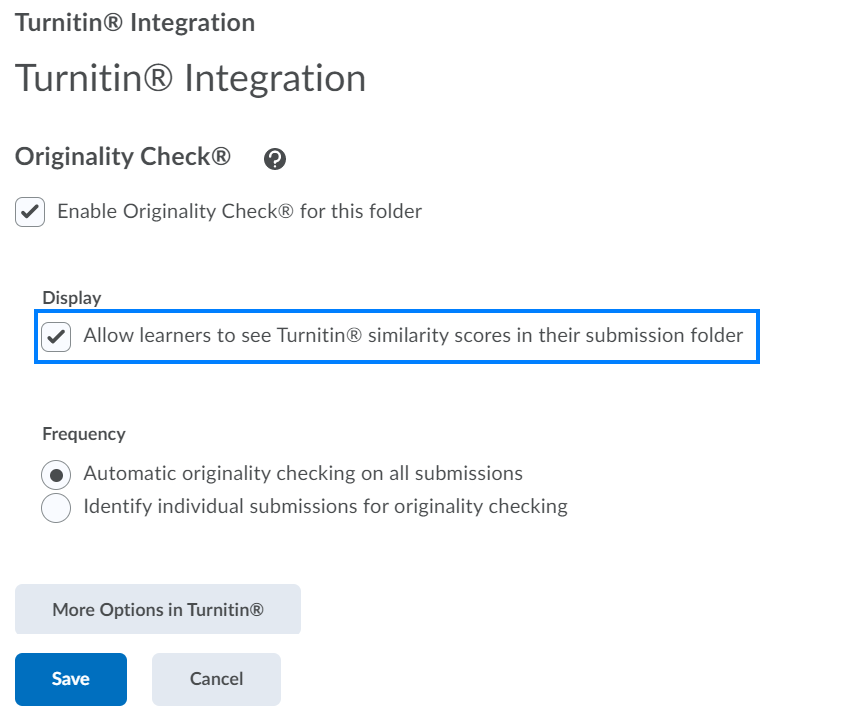 Turnitin® Integration
Turnitin® Integration
Originality Check®
Enable Originality Check® for this folder
Display
Allow learners to see Turnitin® similarity scores in their submission folder
Frequency
Automatic originality checking on all submissions
Identify individual submissions for originality checking
More Options in Turnitin®
Save Cancel